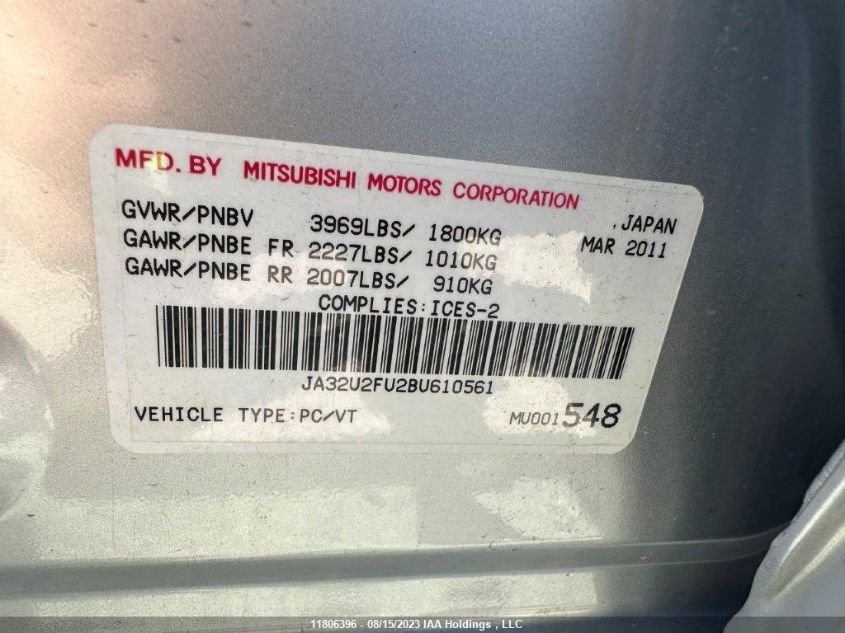 MFD. BY MITSUBISHI MOTORS CORPORATION
GVWR/PNBV 3969LBS/ 1800KG .JAPAN
GAWR/PNBE FR 2227LBS/ 1010KG MAR 2011
GAWR/PNBE RR 2007LBS/ 910KG
COMPLIES:ICES-2
JA32U2FU2BU610561
VEHICLE TYPE:PC/VT MU001548
11806396 - 08/15/2023 IAA Holdings , LLC